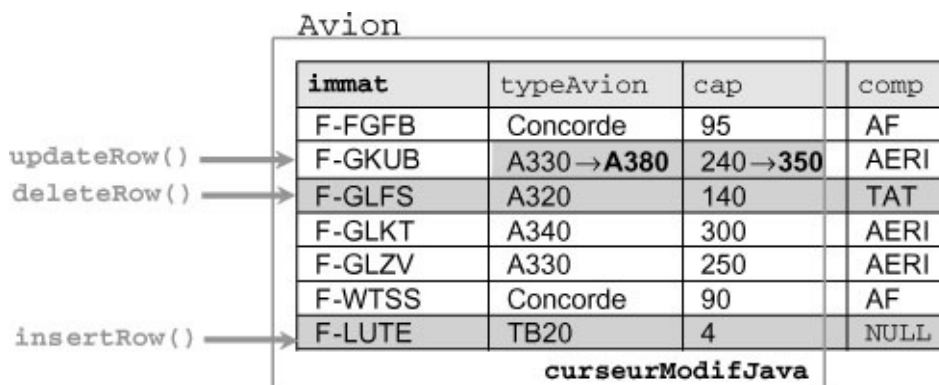 Avion
immat typeAvion cap comp
F-FGFB Concorde 95 AF
updateRow() F-GKUB A330→A380 240→350 AERI
deleteRow() F-GLFS A320 140 TAT
F-GLKT A340 300 AERI
F-GLZV A330 250 AERI
F-WTSS Concorde 90 AF
insertRow() F-LUTE TB20 4 NULL
curseurModifJava